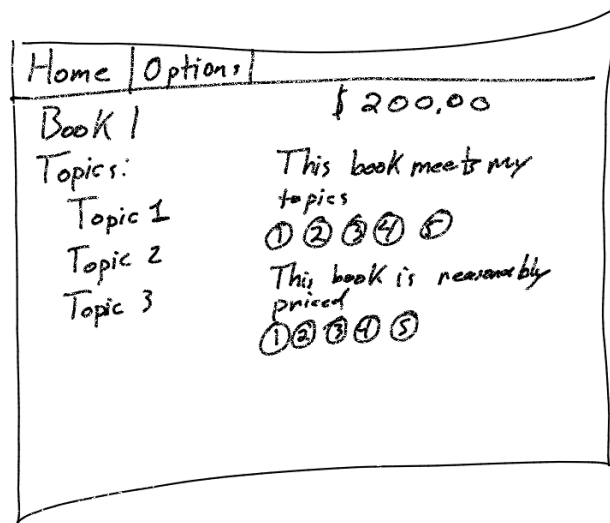 Home Options
Book 1 $200.00
Topics: This book meets my
topics
Topic 1 1 2 3 4 5
Topic 2 This book is reasonably
priced
Topic 3 1 2 3 4 5